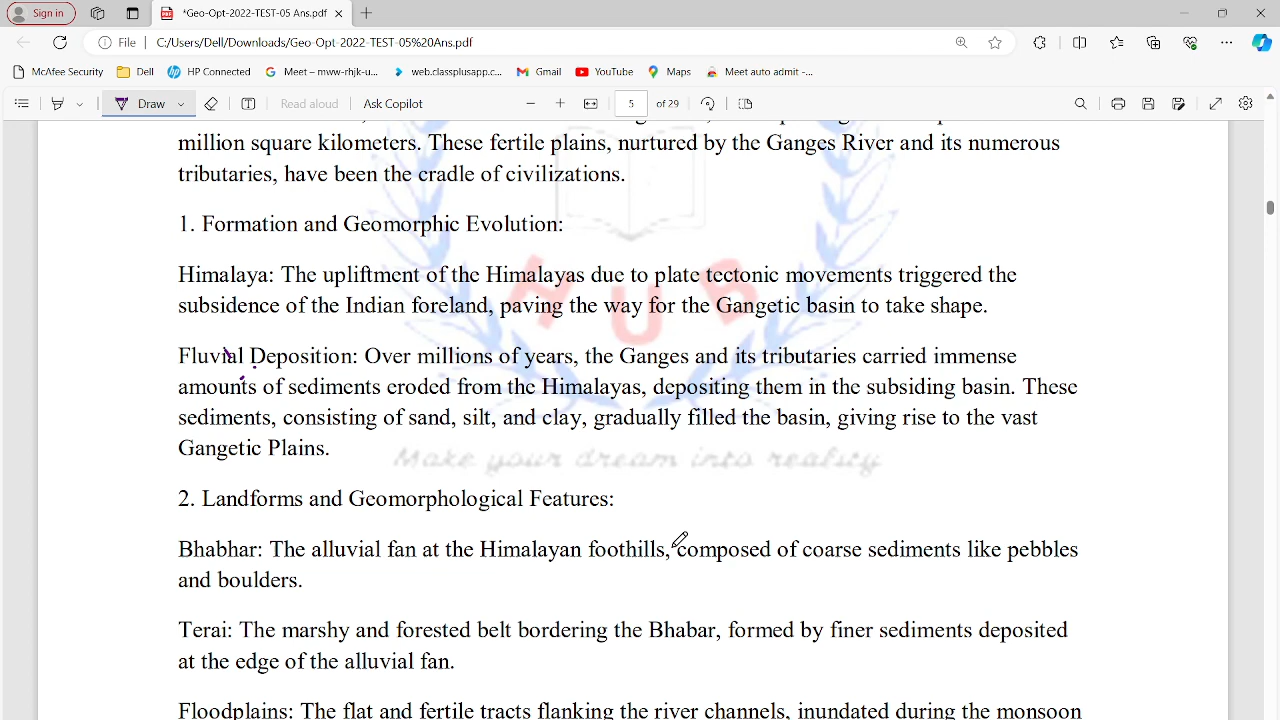 Sign in
*Geo-Opt-2022-TEST-05 Ans.pdf
File C:/Users/Dell/Downloads/Geo-Opt-2022-TEST-05%20Ans.pdf
McAfee Security Dell HP Connected Meet – mvw-rhjk-u... web.classplusapp.c... Gmail YouTube Maps Meet auto admit -...
Draw Read aloud Ask Copilot 5 of 29
million square kilometers. These fertile plains, nurtured by the Ganges River and its numerous
tributaries, have been the cradle of civilizations.
1. Formation and Geomorphic Evolution:
Himalaya: The upliftment of the Himalayas due to plate tectonic movements triggered the
subsidence of the Indian foreland, paving the way for the Gangetic basin to take shape.
HUB
Fluvial Deposition: Over millions of years, the Ganges and its tributaries carried immense
amounts of sediments eroded from the Himalayas, depositing them in the subsiding basin. These
sediments, consisting of sand, silt, and clay, gradually filled the basin, giving rise to the vast
Gangetic Plains.
Make your dream into reality
2. Landforms and Geomorphological Features:
Bhabhar: The alluvial fan at the Himalayan foothills, composed of coarse sediments like pebbles
and boulders.
Terai: The marshy and forested belt bordering the Bhabar, formed by finer sediments deposited
at the edge of the alluvial fan.
Floodplains: The flat and fertile tracts flanking the river channels, inundated during the monsoon